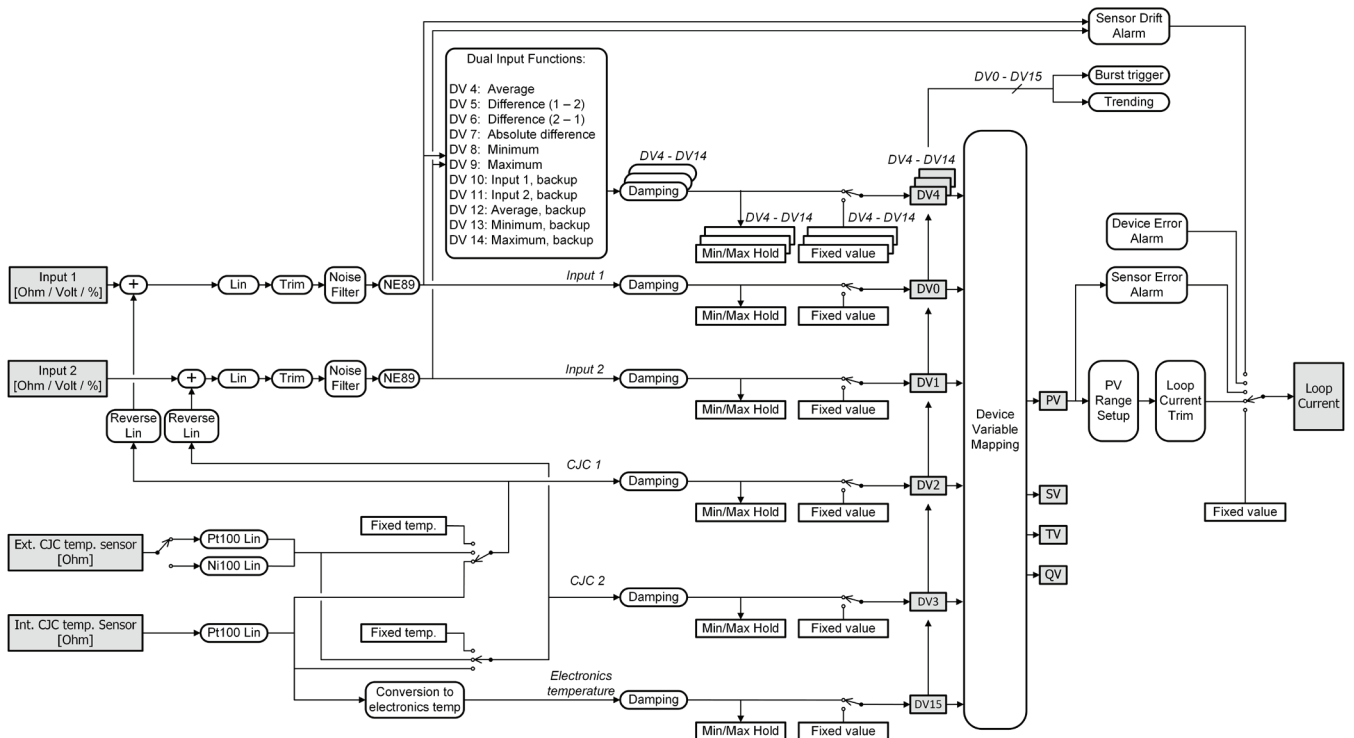 Sensor Drift
Alarm
Dual Input Functions:
DV 4: Average
DV 5: Difference (1 – 2)
DV 6: Difference (2 – 1)
DV 7: Absolute difference
DV 8: Minimum
DV 9: Maximum
DV 10: Input 1, backup
DV 11: Input 2, backup
DV 12: Average, backup
DV 13: Minimum, backup
DV 14: Maximum, backup
DV0 - DV15
Burst trigger
Trending
DV4 - DV14
Damping
DV4 - DV14
DV4
DV4 - DV14
Min/Max Hold
DV4 - DV14
Fixed value
Device Error
Alarm
Sensor Error
Alarm
Input 1
[Ohm / Volt / %]
+
Lin
Trim
Noise
Filter
NE89
Input 1
Damping
Min/Max Hold
Fixed value
DV0
Input 2
[Ohm / Volt / %]
+
Lin
Trim
Noise
Filter
NE89
Input 2
Damping
Min/Max Hold
Fixed value
DV1
Reverse
Lin
Reverse
Lin
Device
Variable
Mapping
PV
PV
Range
Setup
Loop
Current
Trim
Loop
Current
CJC 1
Damping
Min/Max Hold
Fixed value
DV2
SV
TV
QV
Fixed value
Ext. CJC temp. sensor
[Ohm]
Pt100 Lin
Ni100 Lin
Fixed temp.
CJC 2
Damping
Min/Max Hold
Fixed value
DV3
Int. CJC temp. Sensor
[Ohm]
Pt100 Lin
Fixed temp.
Conversion to
electronics temp
Electronics
temperature
Damping
Min/Max Hold
Fixed value
DV15